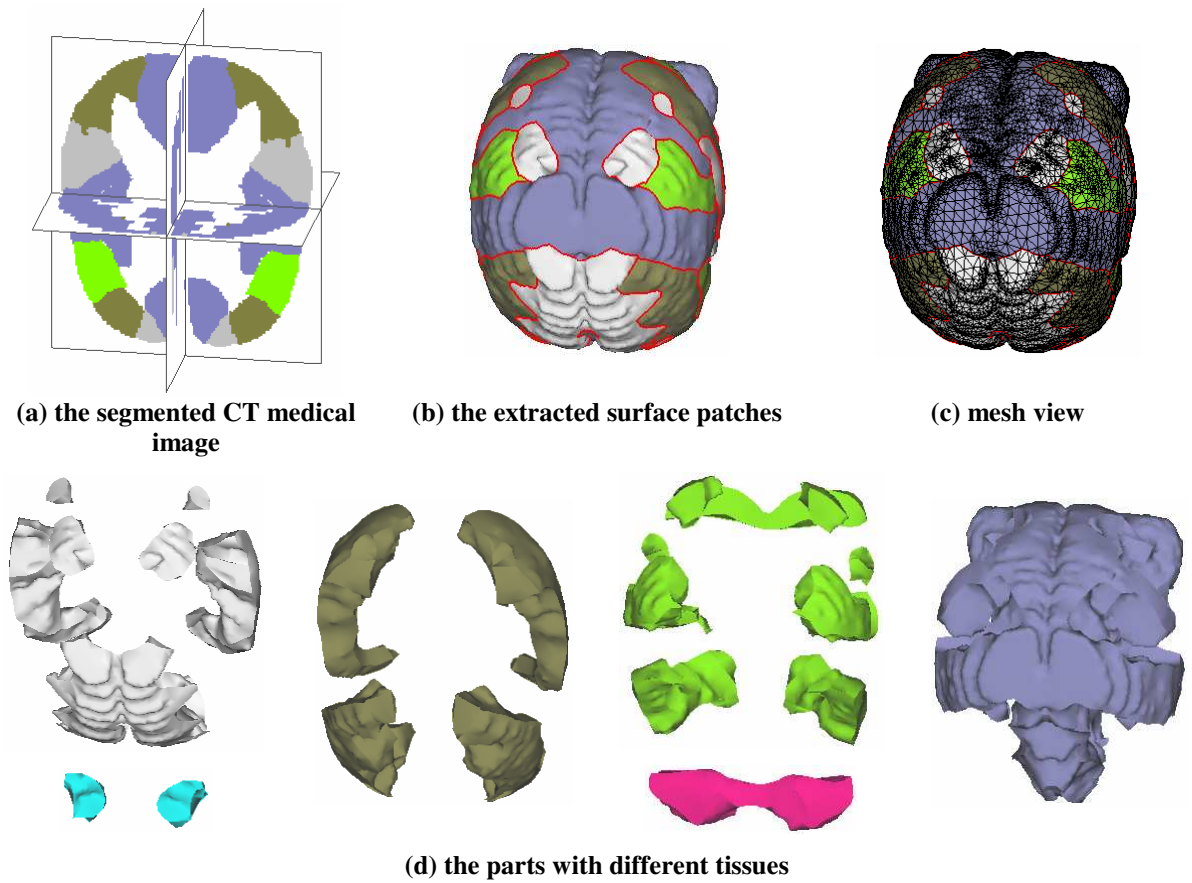 (a) the segmented CT medical
image
(b) the extracted surface patches
(c) mesh view
(d) the parts with different tissues